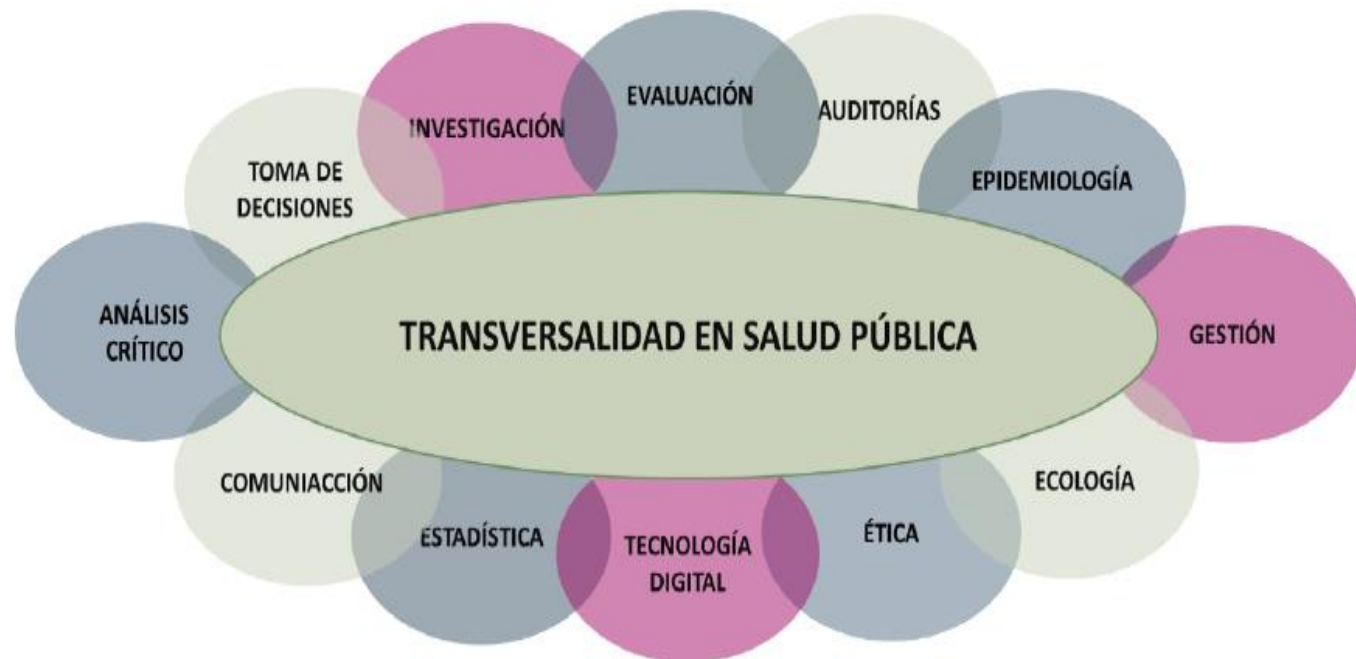 EVALUACIÓN
AUDITORÍAS
INVESTIGACIÓN
EPIDEMIOLOGÍA
TOMA DE
DECISIONES
ANÁLISIS
CRÍTICO
TRANSVERSALIDAD EN SALUD PÚBLICA
GESTIÓN
COMUNIACCIÓN
ECOLOGÍA
ESTADÍSTICA
TECNOLOGÍA
DIGITAL
ÉTICA